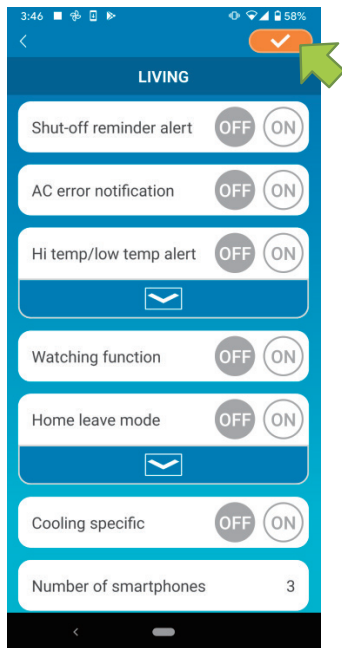 3:46 58%
LIVING
Shut-off reminder alert OFF ON
AC error notification OFF ON
Hi temp/low temp alert OFF ON
Watching function OFF ON
Home leave mode OFF ON
Cooling specific OFF ON
Number of smartphones 3